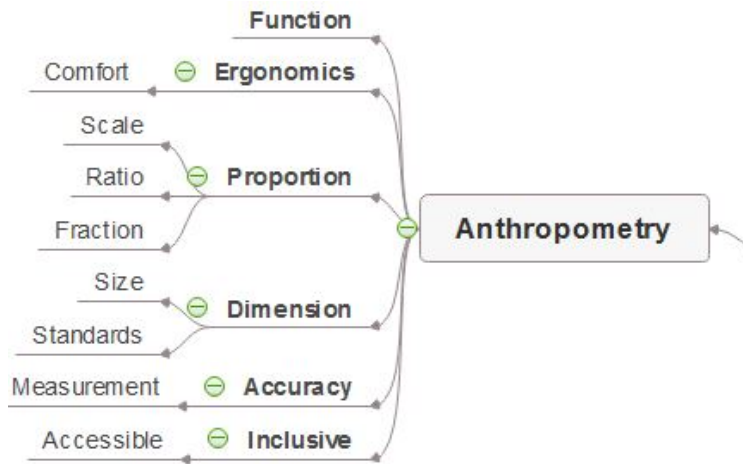 Function
Comfort Ergonomics
Scale
Ratio Proportion
Fraction
Anthropometry
Size
Dimension
Standards
Measurement Accuracy
Accessible Inclusive